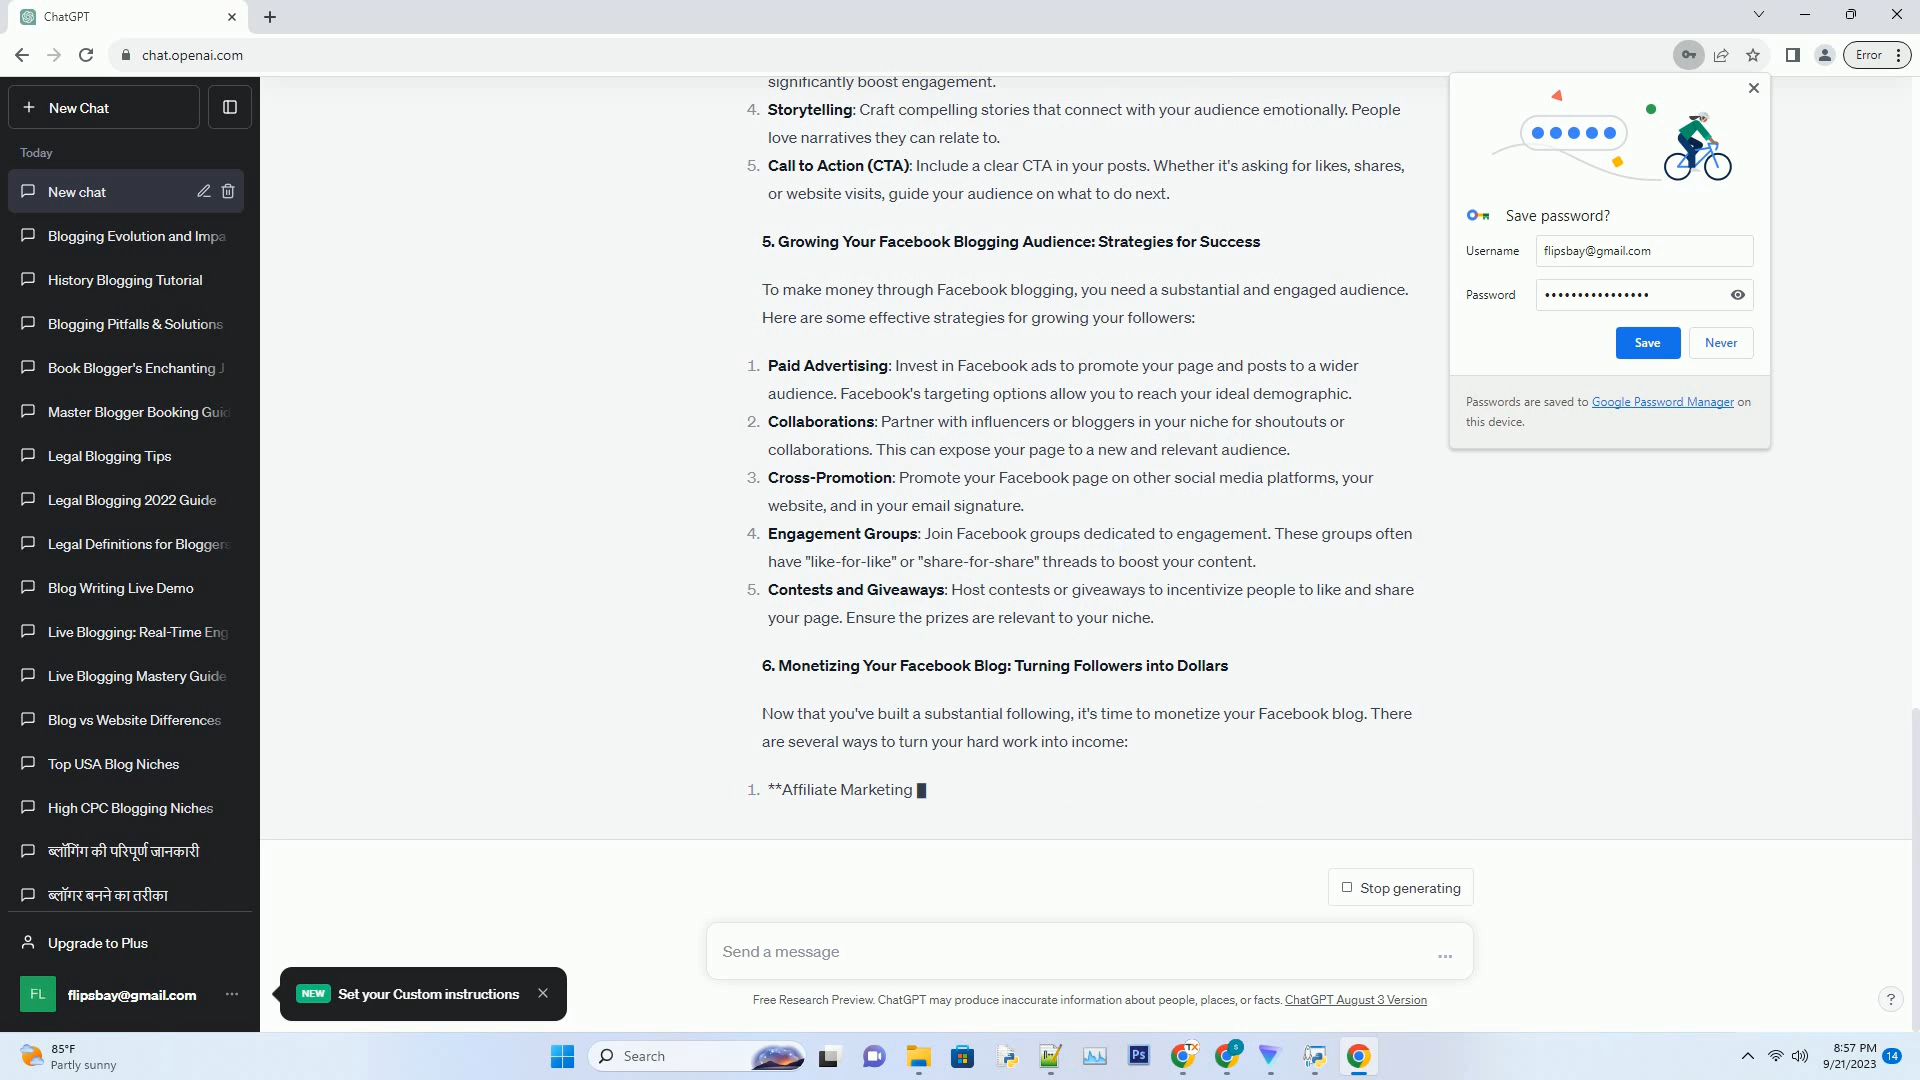 ChatGPT
chat.openai.com
Error
New Chat
Today
New chat
Blogging Evolution and Impa
History Blogging Tutorial
Blogging Pitfalls & Solutions
Book Blogger's Enchanting J
Master Blogger Booking Guid
Legal Blogging Tips
Legal Blogging 2022 Guide
Legal Definitions for Bloggers
Blog Writing Live Demo
Live Blogging: Real-Time Eng
Live Blogging Mastery Guide
Blog vs Website Differences
Top USA Blog Niches
High CPC Blogging Niches
ब्लॉगिंग की परिपूर्ण जानकारी
ब्लॉगर बनने का तरीका
Upgrade to Plus
FL
flipsbay@gmail.com
significantly boost engagement.
4. Storytelling: Craft compelling stories that connect with your audience emotionally. People
love narratives they can relate to.
5. Call to Action (CTA): Include a clear CTA in your posts. Whether it's asking for likes, shares,
or website visits, guide your audience on what to do next.
5. Growing Your Facebook Blogging Audience: Strategies for Success
To make money through Facebook blogging, you need a substantial and engaged audience.
Here are some effective strategies for growing your followers:
1. Paid Advertising: Invest in Facebook ads to promote your page and posts to a wider
audience. Facebook's targeting options allow you to reach your ideal demographic.
2. Collaborations: Partner with influencers or bloggers in your niche for shoutouts or
collaborations. This can expose your page to a new and relevant audience.
3. Cross-Promotion: Promote your Facebook page on other social media platforms, your
website, and in your email signature.
4. Engagement Groups: Join Facebook groups dedicated to engagement. These groups often
have "like-for-like" or "share-for-share" threads to boost your content.
5. Contests and Giveaways: Host contests or giveaways to incentivize people to like and share
your page. Ensure the prizes are relevant to your niche.
6. Monetizing Your Facebook Blog: Turning Followers into Dollars
Now that you've built a substantial following, it's time to monetize your Facebook blog. There
are several ways to turn your hard work into income:
1. **Affiliate Marketing
Save password?
Username
flipsbay@gmail.com
Password
••••••••••••••••
Save
Never
Passwords are saved to Google Password Manager on
this device.
Stop generating
Send a message
NEW Set your Custom instructions
Free Research Preview. ChatGPT may produce inaccurate information about people, places, or facts. ChatGPT August 3 Version
?
85°F
Partly sunny
Search
Ps
TX
S
8:57 PM
9/21/2023
14